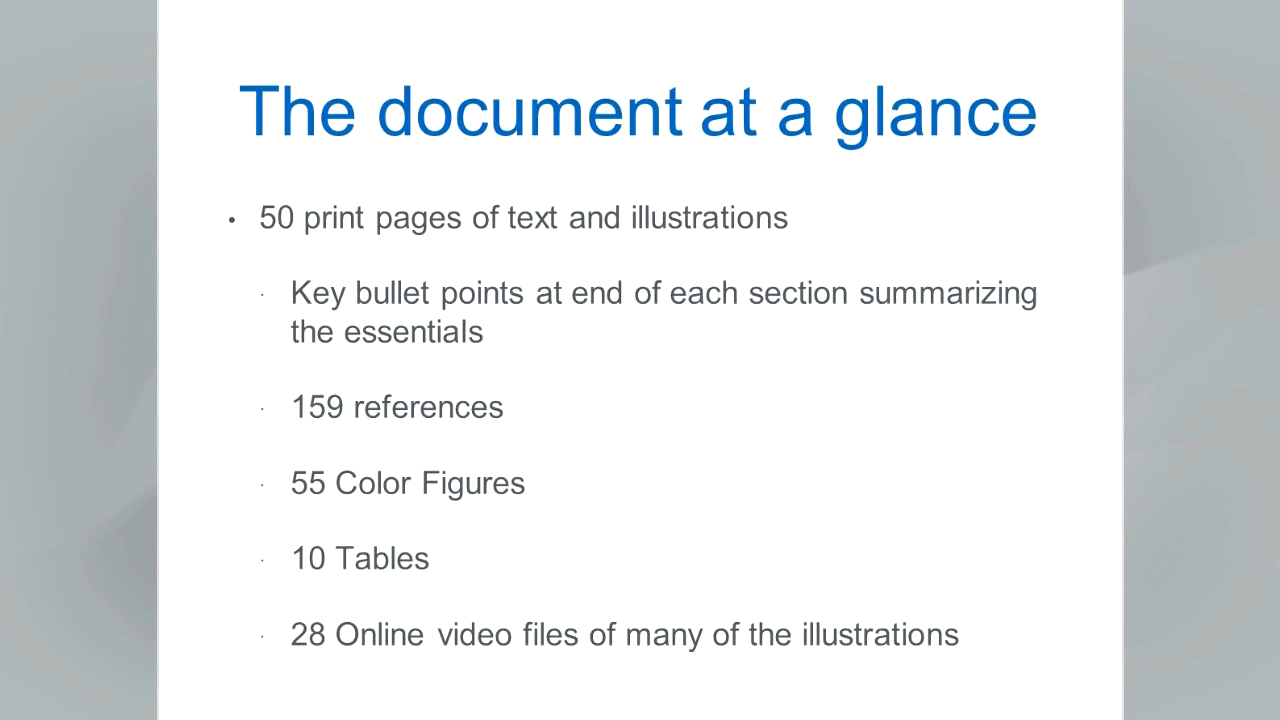 The document at a glance
• 50 print pages of text and illustrations
· Key bullet points at end of each section summarizing
the essentials
· 159 references
· 55 Color Figures
· 10 Tables
· 28 Online video files of many of the illustrations